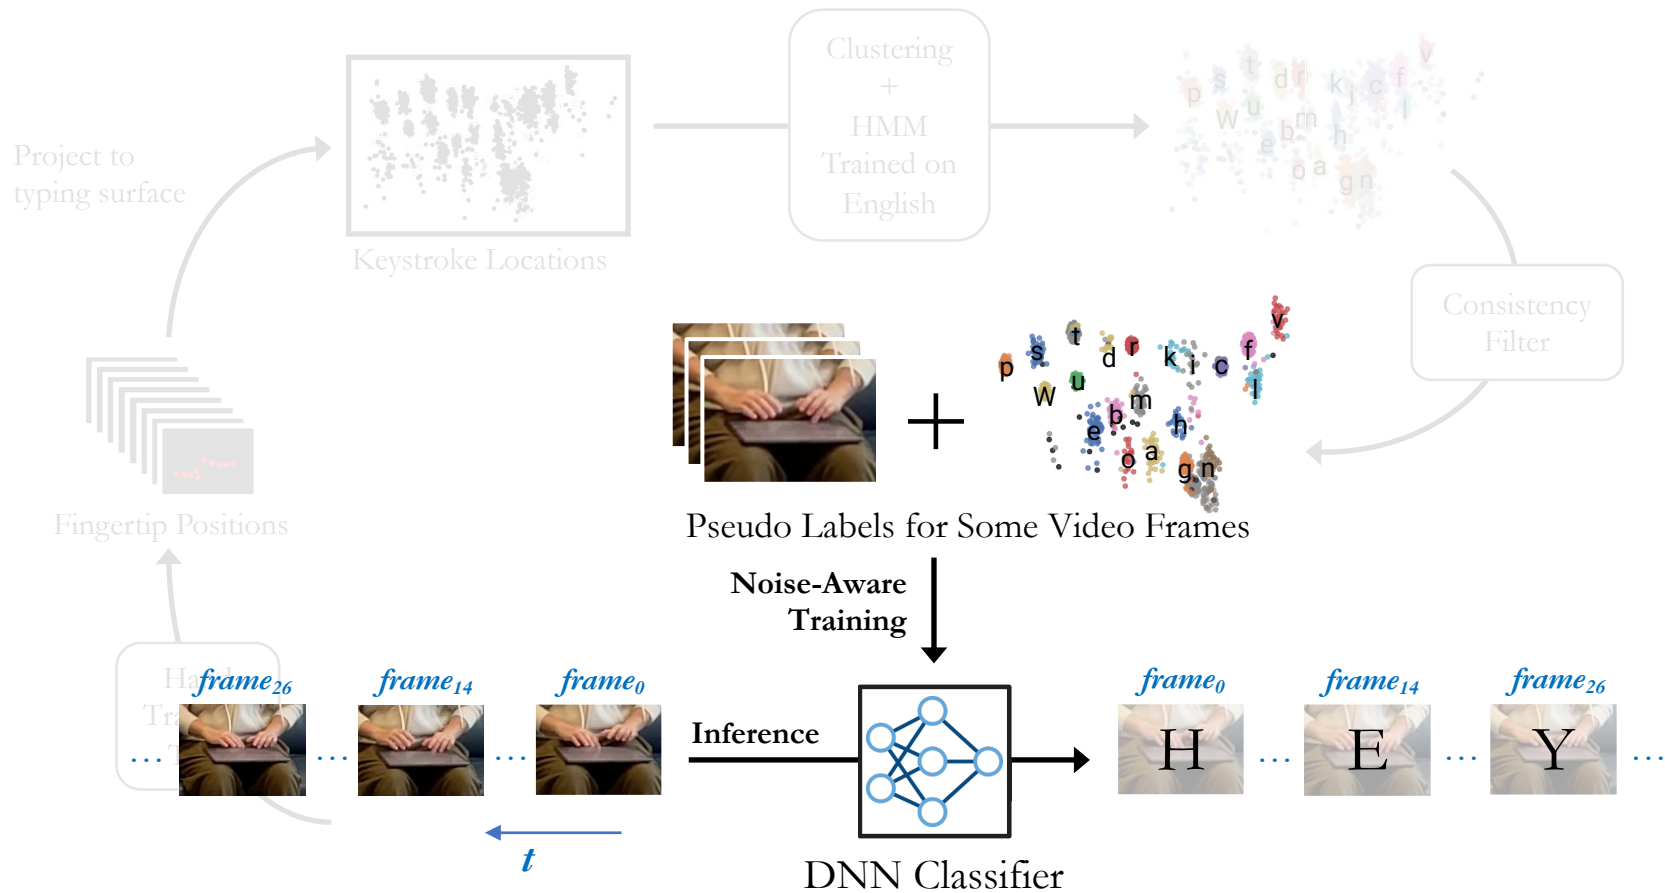 Clustering
+
HMM
Trained on
English
Project to
typing surface
Keystroke Locations
p s t d r k i c f v
W u b m h l
e o a g n
Consistency
Filter
p s t d r k i c f v
W u m l
b e h
o a g n
+
Pseudo Labels for Some Video Frames
Fingertip Positions
Noise-Aware
Training
frame26 frame14 frame0
... ... ...
Inference
t
DNN Classifier
frame0 frame14 frame26
H ... E ... Y ...